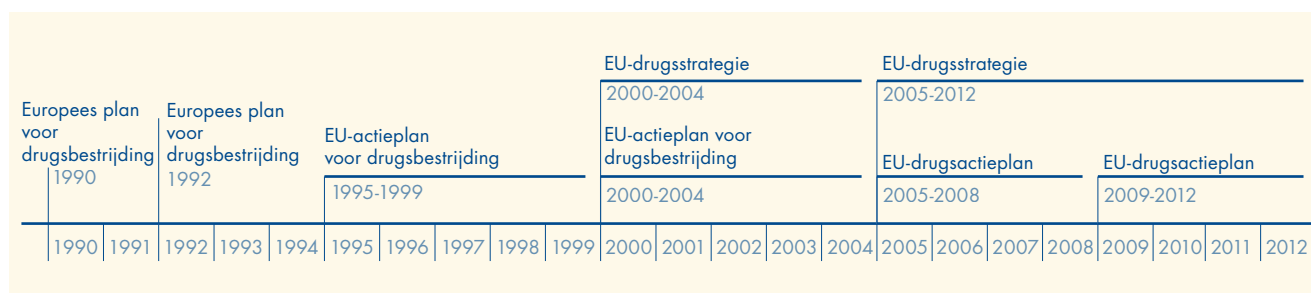 Europees plan
voor
drugsbestrijding
1990
Europees plan
voor
drugsbestrijding
1992
EU-actieplan
voor drugsbestrijding
1995-1999
EU-drugsstrategie
2000-2004
EU-actieplan voor
drugsbestrijding
2000-2004
EU-drugsstrategie
2005-2012
EU-drugsactieplan
2005-2008
EU-drugsactieplan
2009-2012
1990 1991 1992 1993 1994 1995 1996 1997 1998 1999 2000 2001 2002 2003 2004 2005 2006 2007 2008 2009 2010 2011 2012